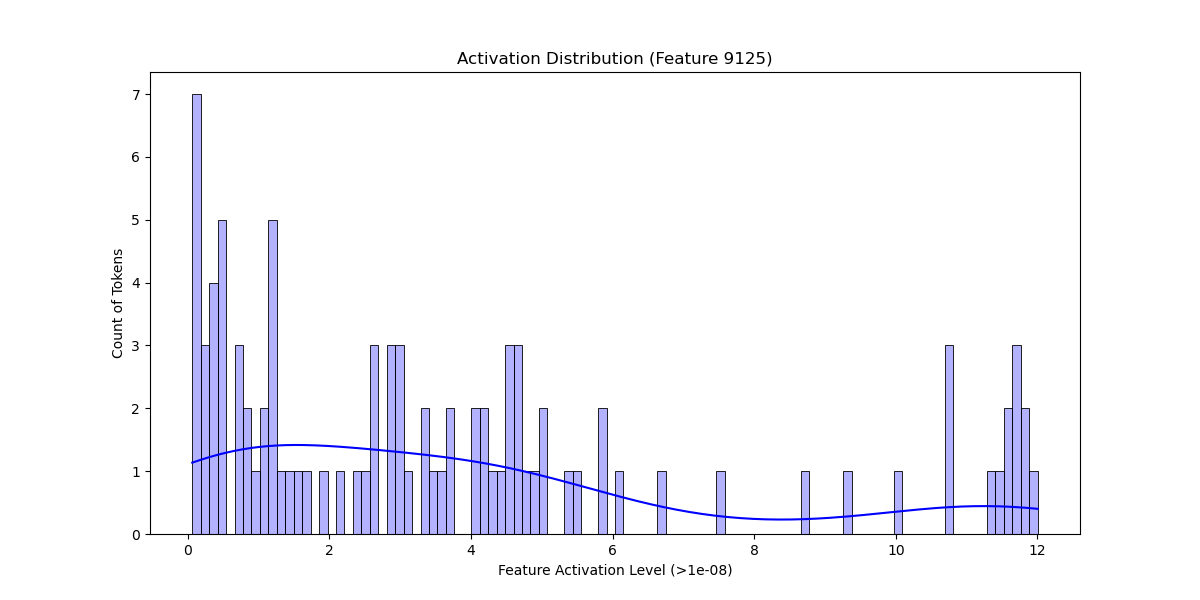 Activation Distribution (Feature 9125)
Count of Tokens
7
6
5
4
3
2
1
0
0 2 4 6 8 10 12
Feature Activation Level (>1e-08)